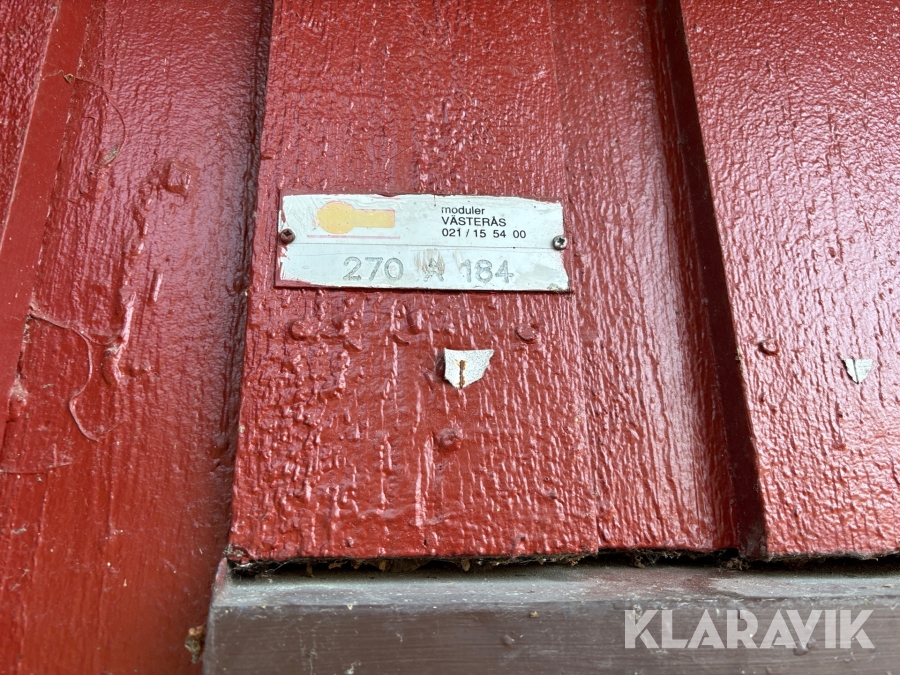 moduler
VÄSTERÅS
021 / 15 54 00
270 A 184
KLARAVIK